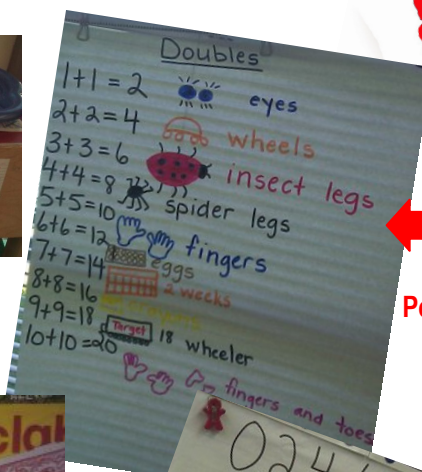 Doubles
1+1=2 eyes
2+2=4 wheels
3+3=6 insect legs
4+4=8 spider legs
5+5=10 fingers
6+6=12 eggs
7+7=14 2 weeks
8+8=16 crayons
9+9=18 Target 18 wheeler
10+10=20 fingers and toes
024